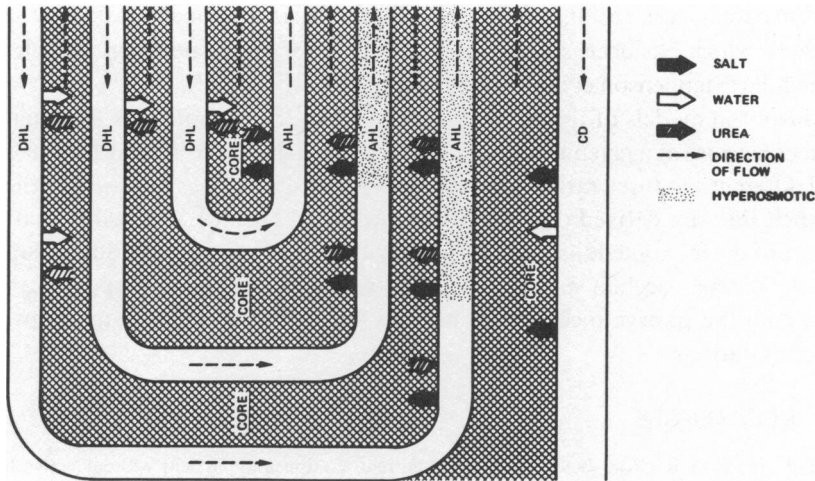 DHL
DHL
DHL
CORE
AHL
AHL
AHL
CD
CORE
CORE
CORE
SALT
WATER
UREA
DIRECTION
OF FLOW
HYPEROSMOTIC